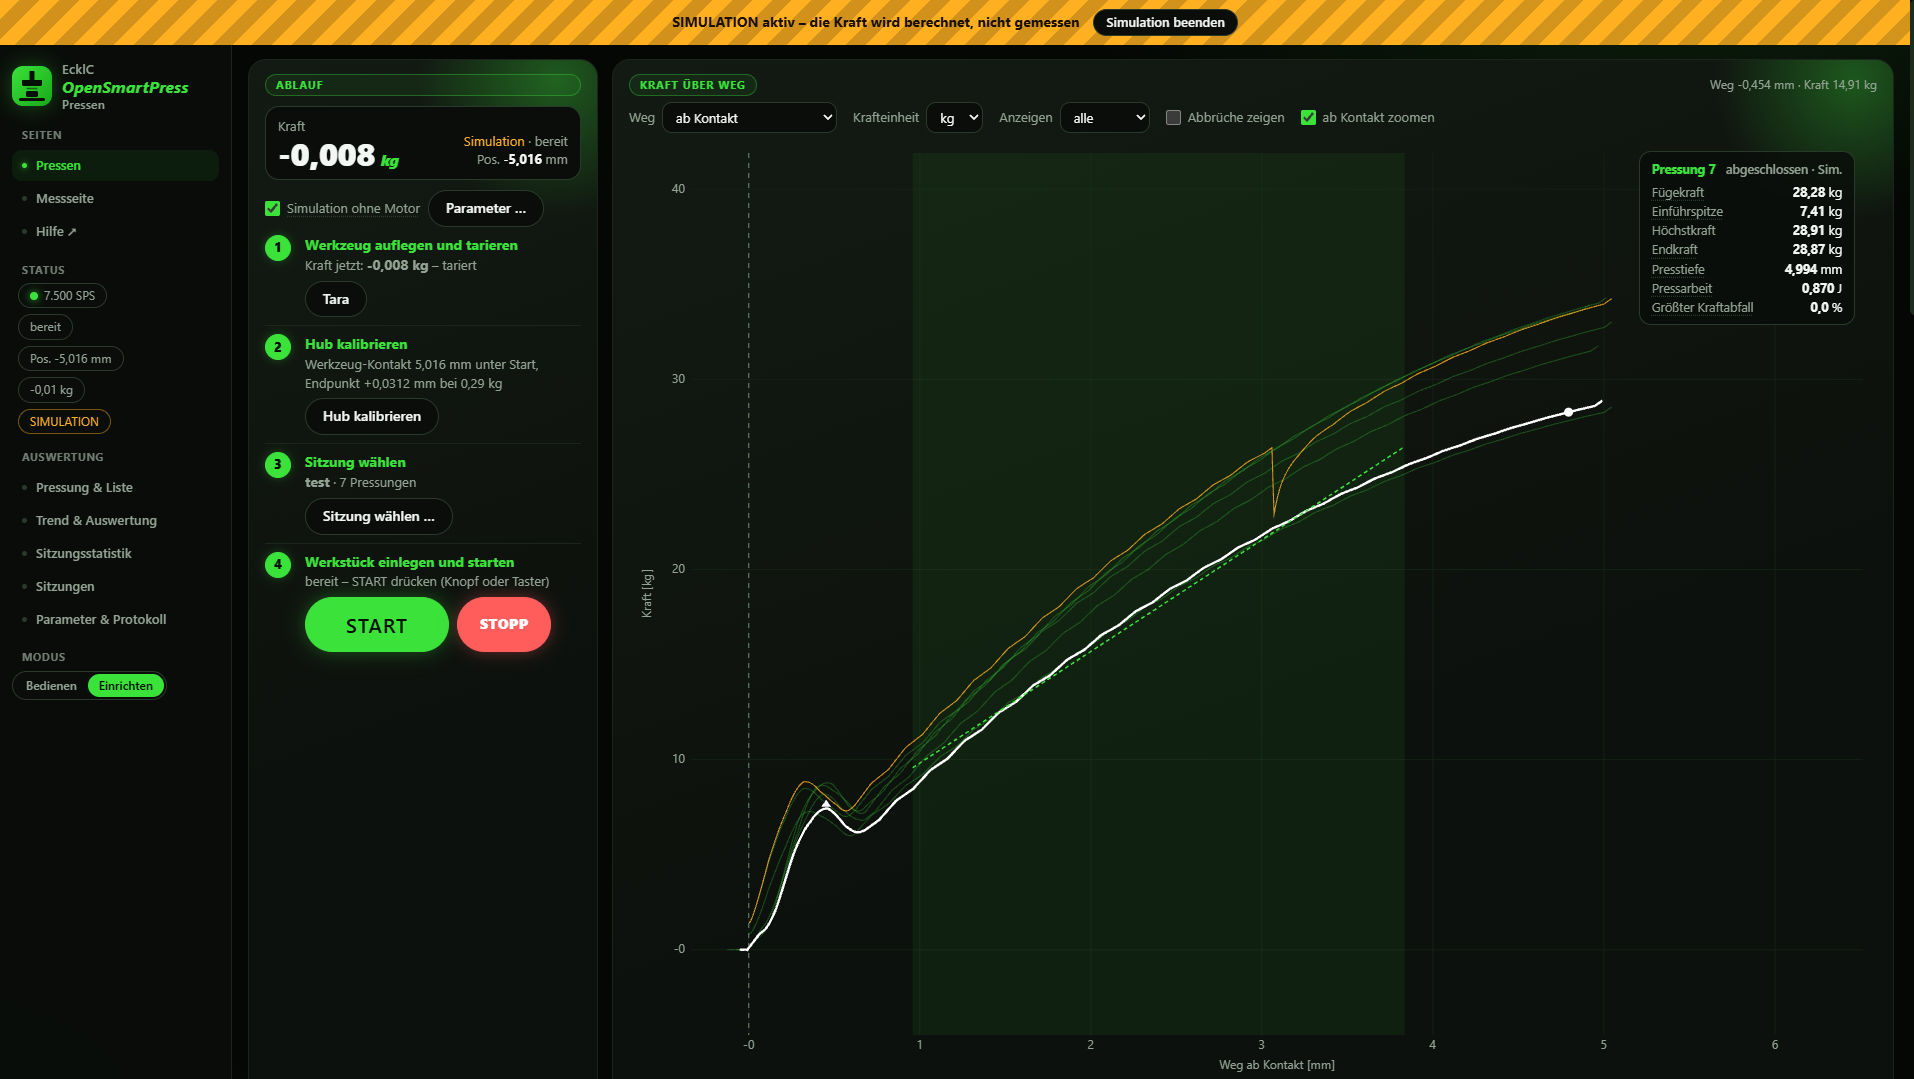 SIMULATION aktiv – die Kraft wird berechnet, nicht gemessen
Simulation beenden
EcklC
OpenSmartPress
Pressen
SEITEN
Pressen
Messseite
Hilfe ↗
STATUS
7.500 SPS
bereit
Pos. -5,016 mm
-0,01 kg
SIMULATION
AUSWERTUNG
Pressung & Liste
Trend & Auswertung
Sitzungsstatistik
Sitzungen
Parameter & Protokoll
MODUS
Bedienen
Einrichten
ABLAUF
Kraft
-0,008 kg
Simulation · bereit
Pos. -5,016 mm
Simulation ohne Motor
Parameter ...
1
Werkzeug auflegen und tarieren
Kraft jetzt: -0,008 kg – tariert
Tara
2
Hub kalibrieren
Werkzeug-Kontakt 5,016 mm unter Start,
Endpunkt +0,0312 mm bei 0,29 kg
Hub kalibrieren
3
Sitzung wählen
test · 7 Pressungen
Sitzung wählen ...
4
Werkstück einlegen und starten
bereit – START drücken (Knopf oder Taster)
START
STOPP
KRAFT ÜBER WEG
Weg -0,454 mm · Kraft 14,91 kg
Weg
ab Kontakt
Krafteinheit
kg
Anzeigen
alle
Abbrüche zeigen
ab Kontakt zoomen
Pressung 7 abgeschlossen · Sim.
Fügekraft 28,28 kg
Einführspitze 7,41 kg
Höchstkraft 28,91 kg
Endkraft 28,87 kg
Presstiefe 4,994 mm
Pressarbeit 0,870 J
Größter Kraftabfall 0,0 %
40
30
20
10
-0
Kraft [kg]
-0
1
2
3
4
5
6
Weg ab Kontakt [mm]